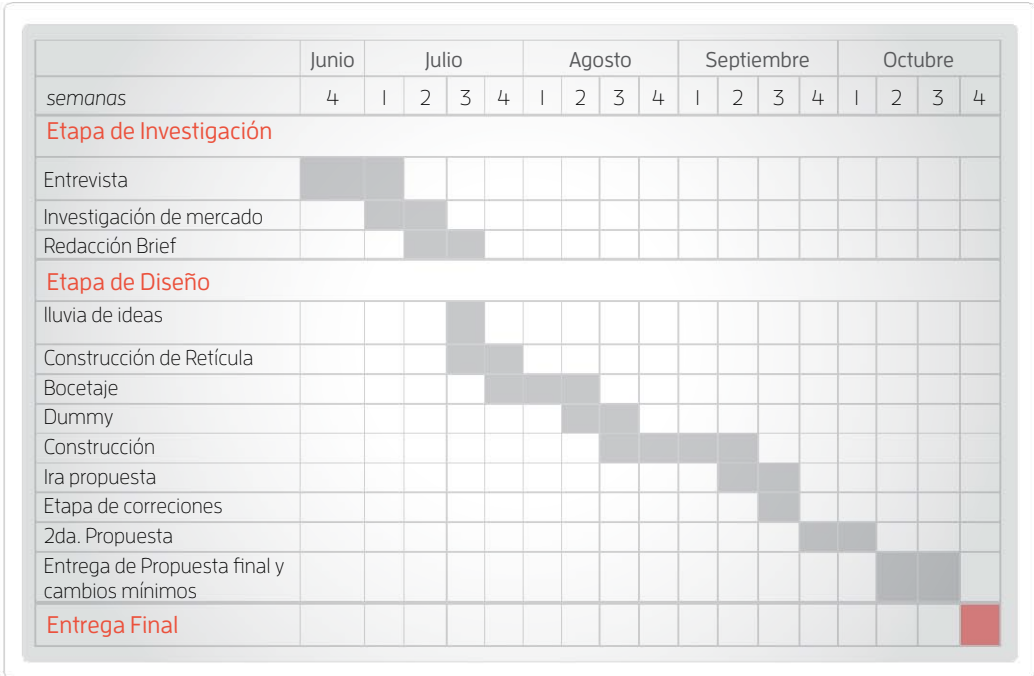 Junio Julio Agosto Septiembre Octubre
semanas 4 1 2 3 4 1 2 3 4 1 2 3 4 1 2 3 4
Etapa de Investigación
Entrevista
Investigación de mercado
Redacción Brief
Etapa de Diseño
lluvia de ideas
Construcción de Retícula
Bocetaje
Dummy
Construcción
1ra propuesta
Etapa de correciones
2da. Propuesta
Entrega de Propuesta final y
cambios mínimos
Entrega Final